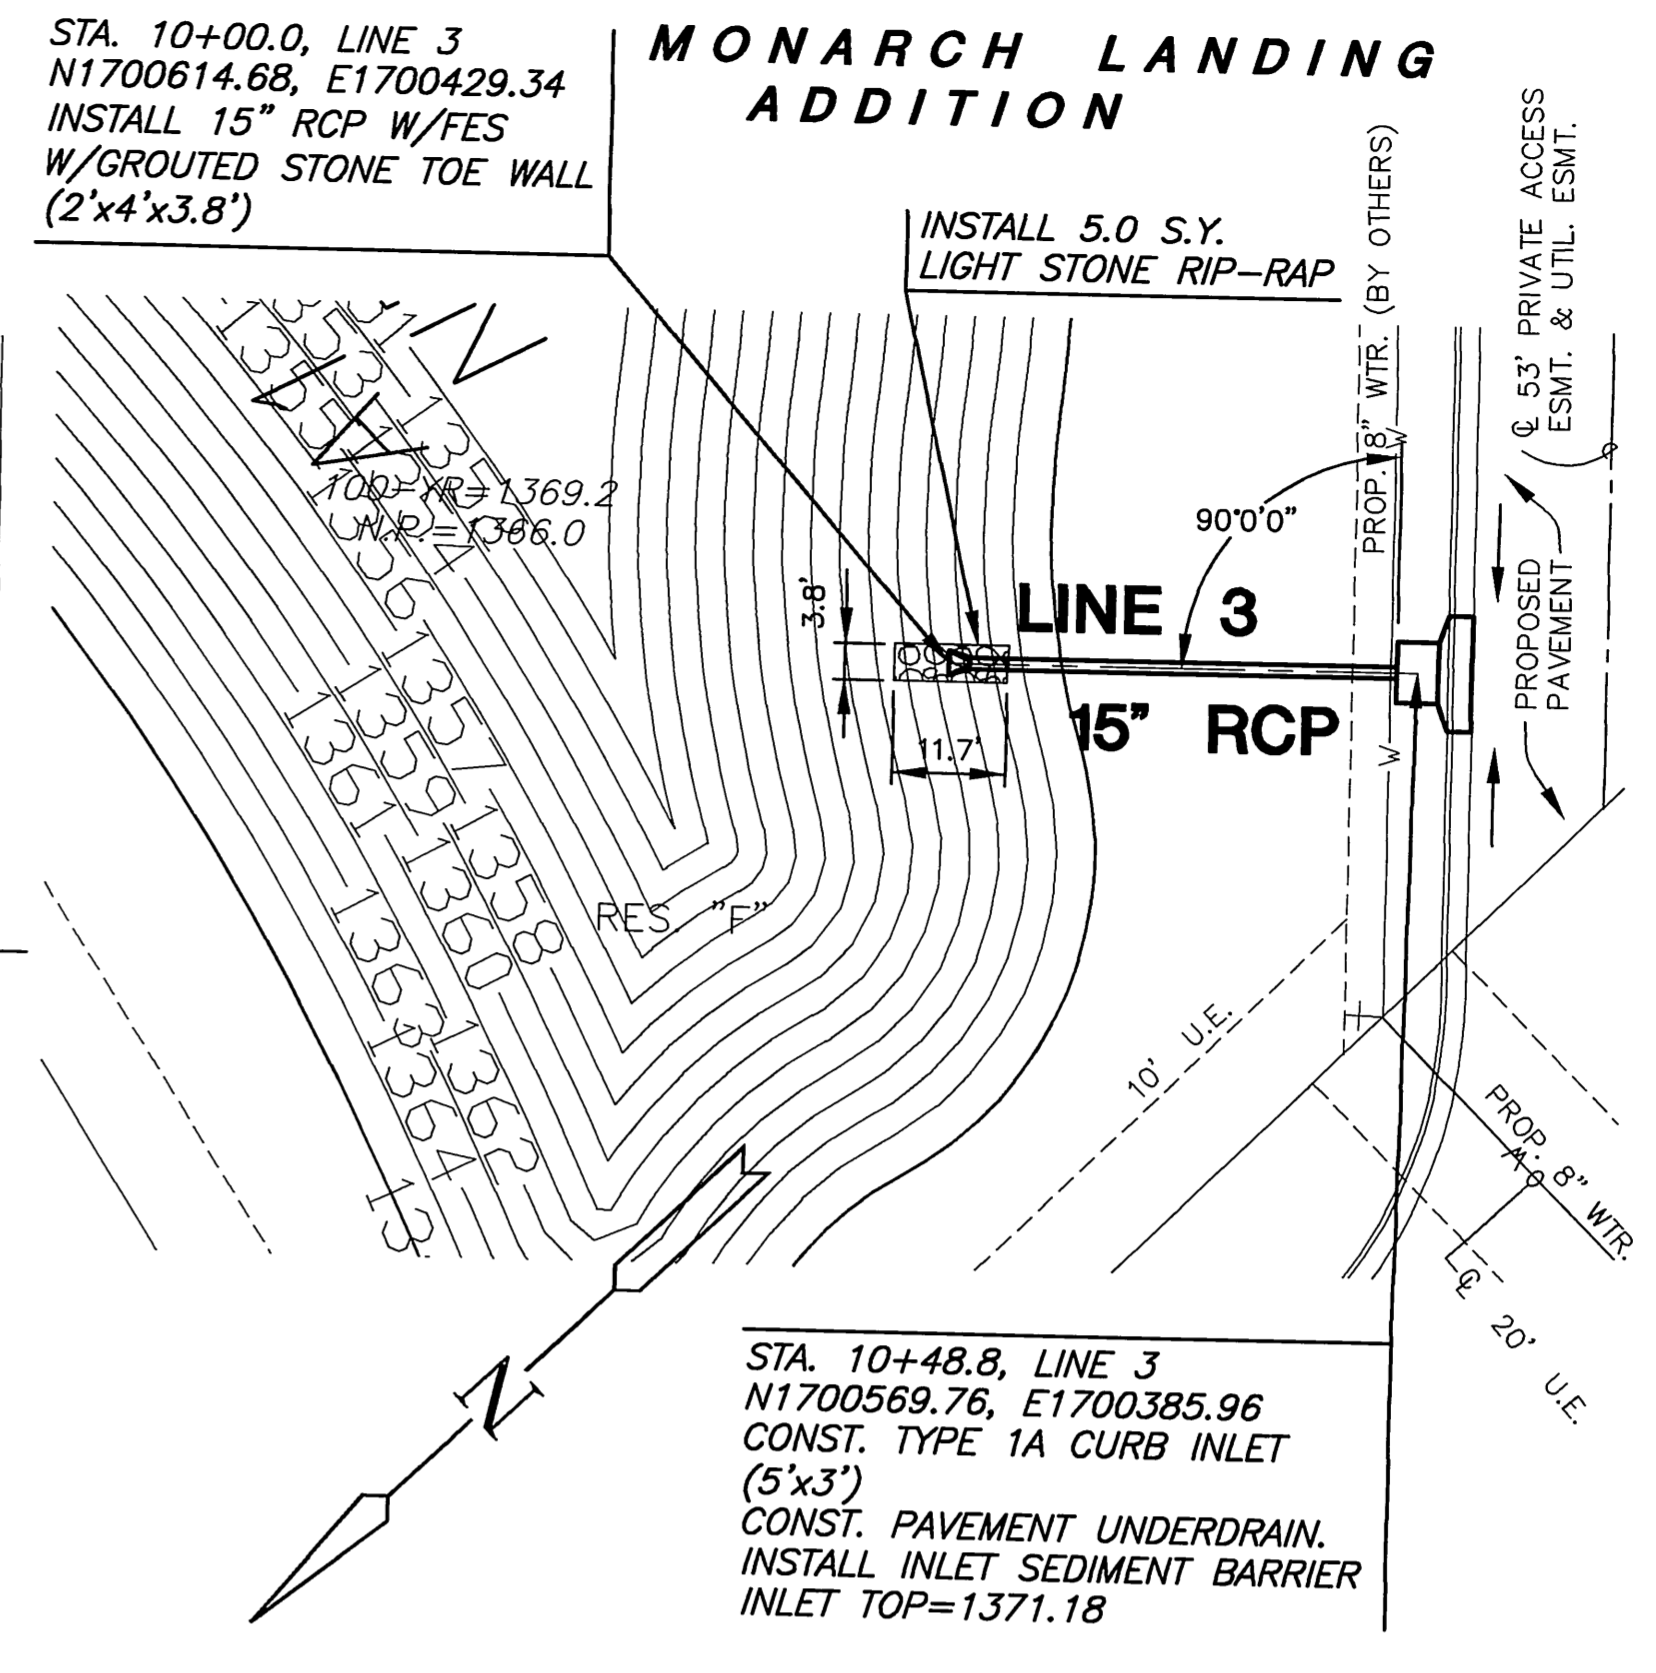 STA. 10+00.0, LINE 3
N1700614.68, E1700429.34
INSTALL 15" RCP W/FES
W/GROUTED STONE TOE WALL
(2'x4'x3.8')
MONARCH LANDING
ADDITION
INSTALL 5.0 S.Y.
LIGHT STONE RIP-RAP
PROP. 8" WTR. (BY OTHERS)
℄ 53' PRIVATE ACCESS
ESMT. & UTIL. ESMT.
100-YR=1369.2
N.P.=1366.0
90°0'0"
W
3.8'
LINE 3
15" RCP
11.7'
W
PROPOSED
PAVEMENT
1357
1358
1359
1360
1361
1362
1363
1364
13
RES. "F"
10' U.E.
PROP. 8" WTR.
W
℄ 20' U.E.
N
STA. 10+48.8, LINE 3
N1700569.76, E1700385.96
CONST. TYPE 1A CURB INLET
(5'x3')
CONST. PAVEMENT UNDERDRAIN.
INSTALL INLET SEDIMENT BARRIER
INLET TOP=1371.18